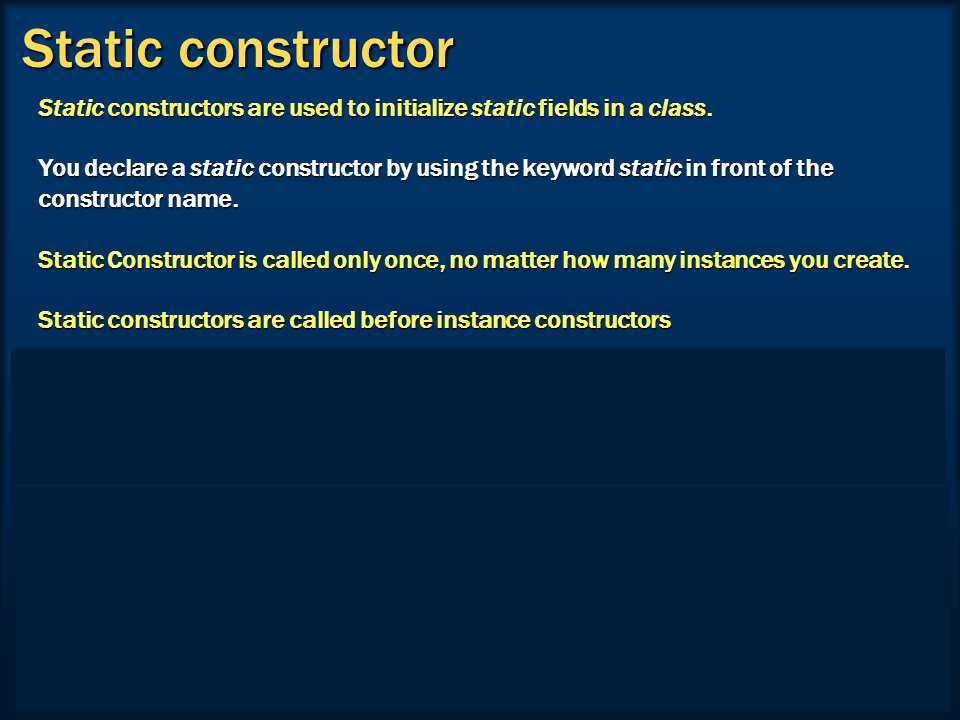 Static constructor
Static constructors are used to initialize static fields in a class.
You declare a static constructor by using the keyword static in front of the
constructor name.
Static Constructor is called only once, no matter how many instances you create.
Static constructors are called before instance constructors